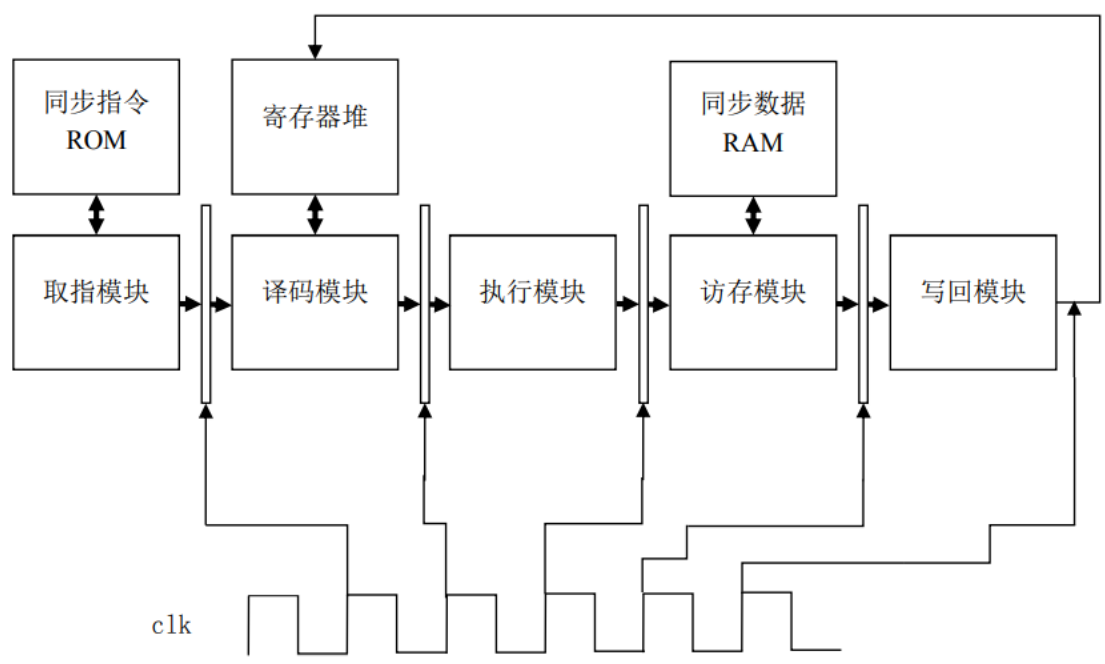 同步指令
ROM
寄存器堆
同步数据
RAM
取指模块
译码模块
执行模块
访存模块
写回模块
clk